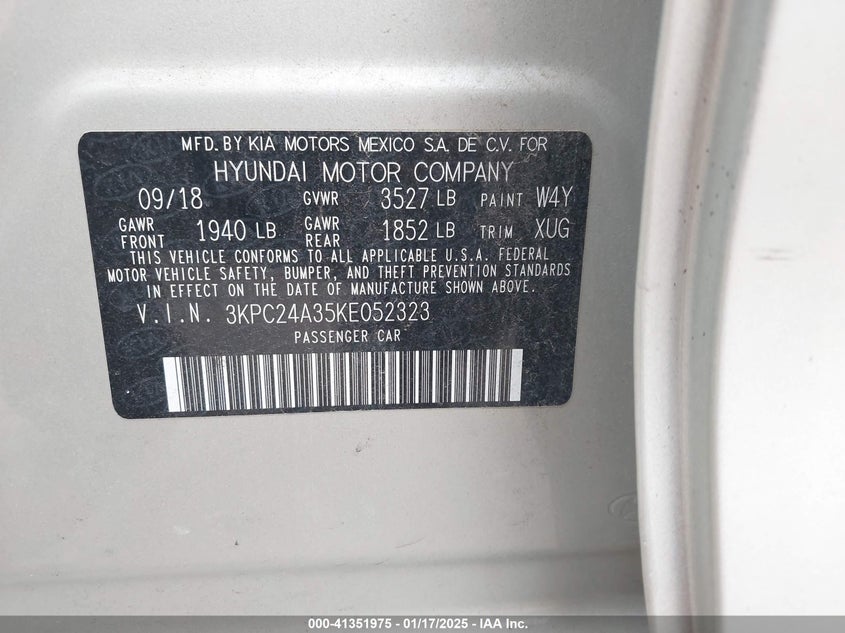 MFD. BY KIA MOTORS MEXICO S.A. DE C.V. FOR
HYUNDAI MOTOR COMPANY
09/18 GVWR 3527 LB PAINT W4Y
GAWR FRONT 1940 LB GAWR REAR 1852 LB TRIM XUG
THIS VEHICLE CONFORMS TO ALL APPLICABLE U.S.A. FEDERAL
MOTOR VEHICLE SAFETY, BUMPER, AND THEFT PREVENTION STANDARDS
IN EFFECT ON THE DATE OF MANUFACTURE SHOWN ABOVE.
V.I.N. 3KPC24A35KE052323
PASSENGER CAR
000-41351975 - 01/17/2025 - IAA Inc.